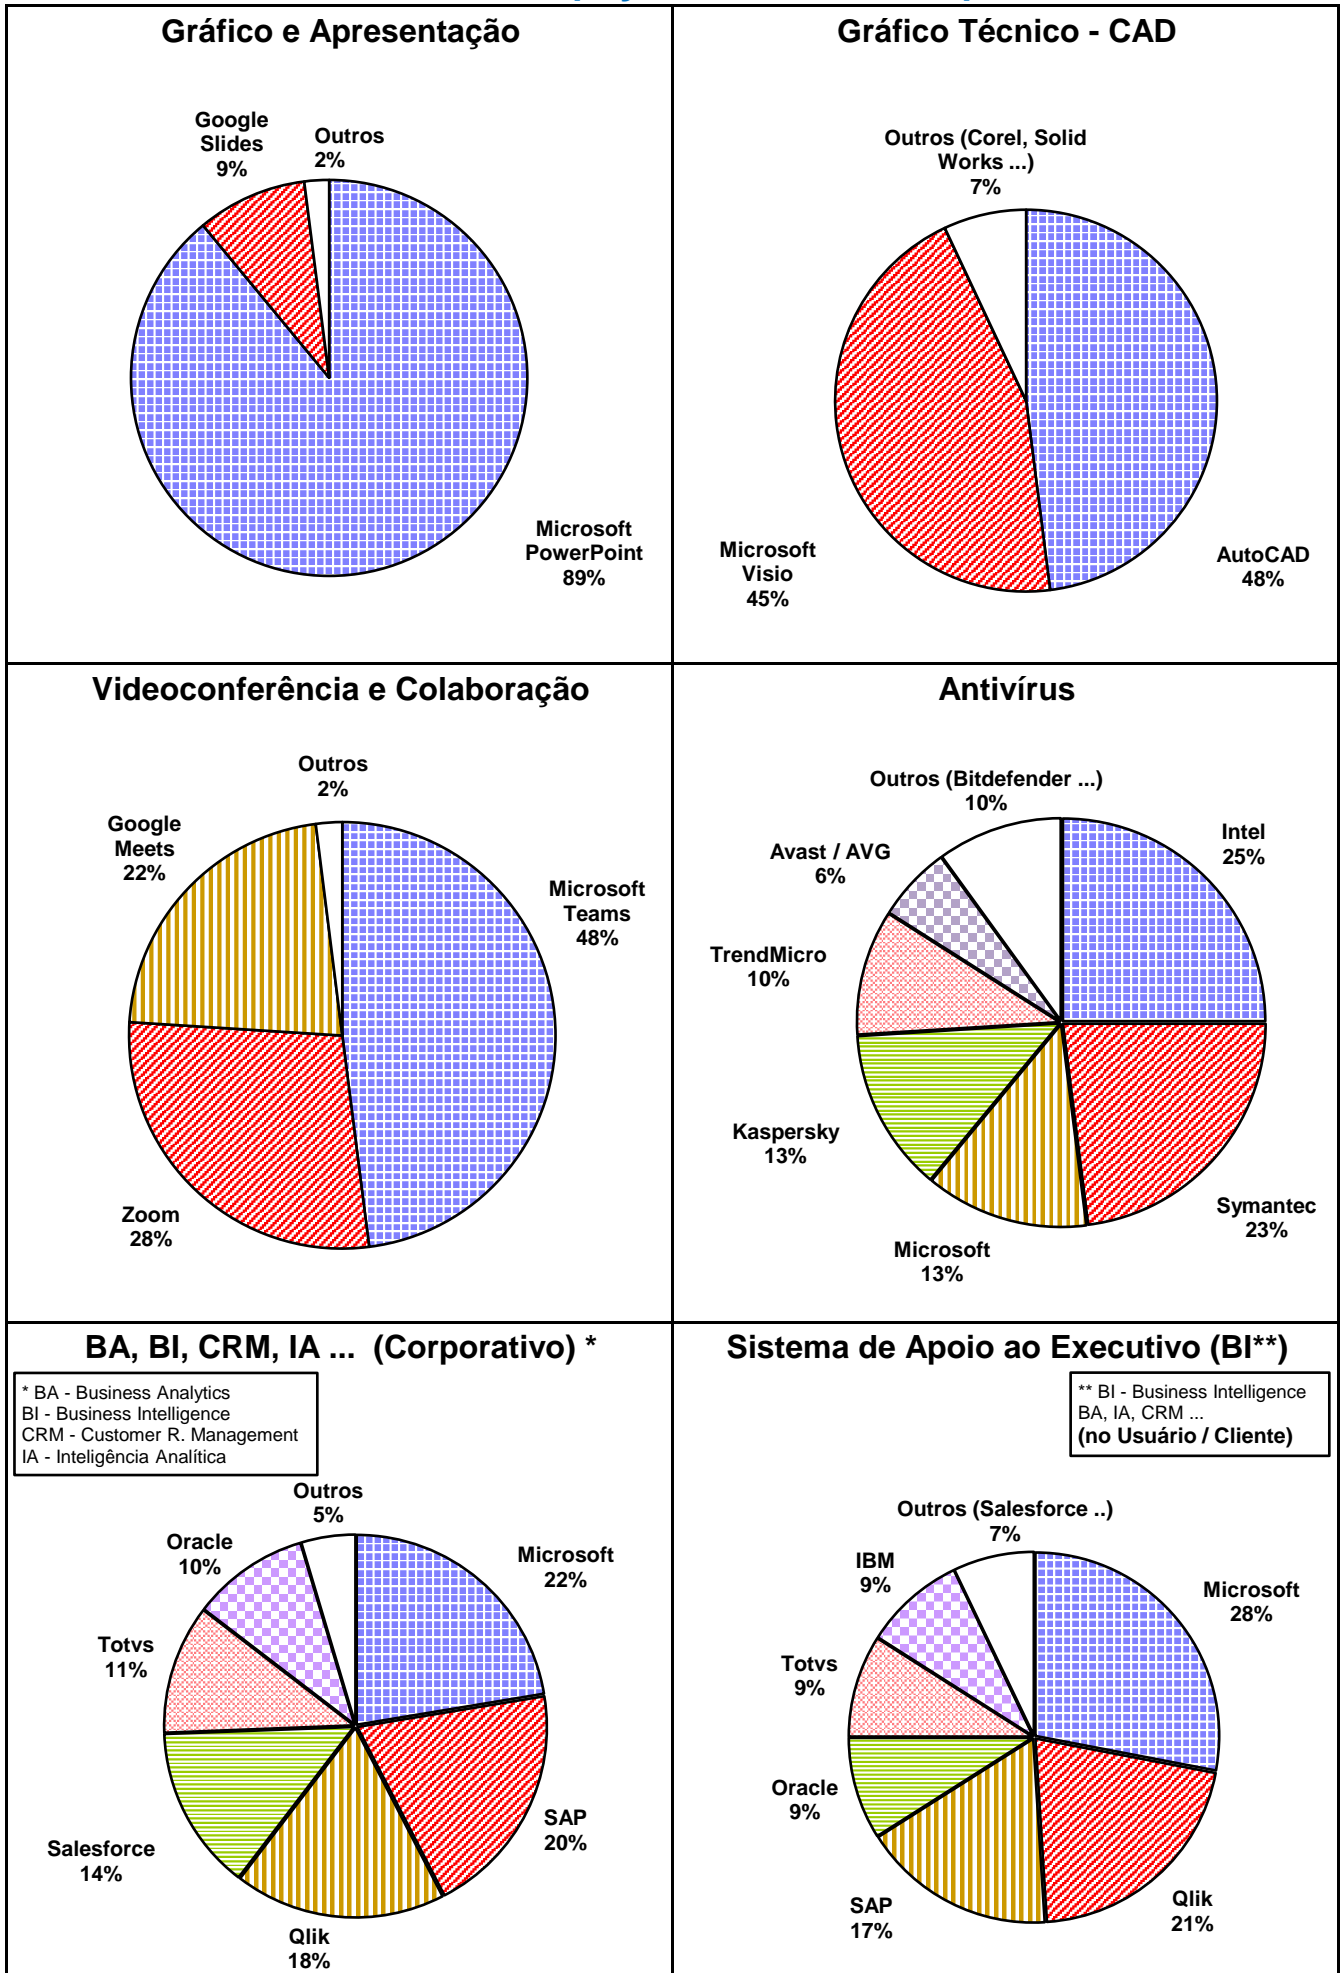 Gráfico e Apresentação
Google
Slides
9%
Outros
2%
Microsoft
PowerPoint
89%
Gráfico Técnico - CAD
Outros (Corel, Solid
Works ...)
7%
Microsoft
Visio
45%
AutoCAD
48%
Videoconferência e Colaboração
Outros
2%
Google
Meets
22%
Microsoft
Teams
48%
Zoom
28%
Antivírus
Outros (Bitdefender ...)
10%
Intel
25%
Avast / AVG
6%
TrendMicro
10%
Kaspersky
13%
Symantec
23%
Microsoft
13%
BA, BI, CRM, IA ... (Corporativo) *
* BA - Business Analytics
BI - Business Intelligence
CRM - Customer R. Management
IA - Inteligência Analítica
Outros
5%
Oracle
10%
Microsoft
22%
Totvs
11%
SAP
20%
Salesforce
14%
Qlik
18%
Sistema de Apoio ao Executivo (BI**)
** BI - Business Intelligence
BA, IA, CRM ...
(no Usuário / Cliente)
Outros (Salesforce ..)
7%
IBM
9%
Microsoft
28%
Totvs
9%
Oracle
9%
SAP
17%
Qlik
21%